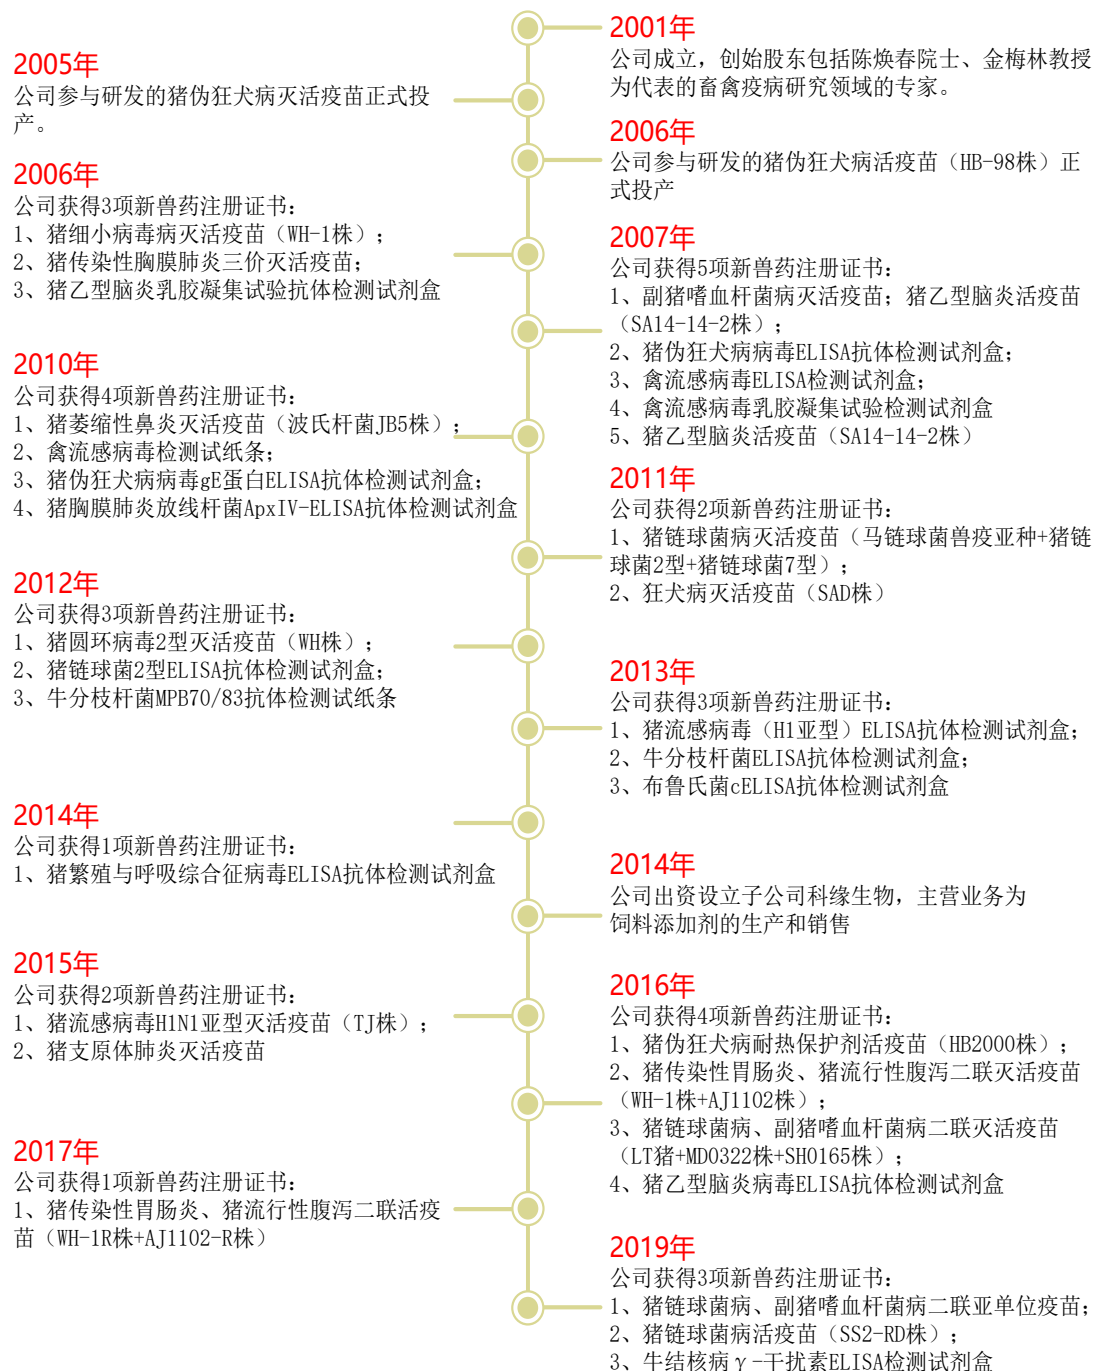 2001年
公司成立，创始股东包括陈焕春院士、金梅林教授
为代表的畜禽疫病研究领域的专家。
2005年
公司参与研发的猪伪狂犬病灭活疫苗正式投
产。
2006年
公司参与研发的猪伪狂犬病活疫苗（HB-98株）正
式投产
2006年
公司获得3项新兽药注册证书：
1、猪细小病毒病灭活疫苗（WH-1株）；
2、猪传染性胸膜肺炎三价灭活疫苗；
3、猪乙型脑炎乳胶凝集试验抗体检测试剂盒
2007年
公司获得5项新兽药注册证书：
1、副猪嗜血杆菌病灭活疫苗；猪乙型脑炎活疫苗
（SA14-14-2株）；
2、猪伪狂犬病病毒ELISA抗体检测试剂盒；
3、禽流感病毒ELISA检测试剂盒；
4、禽流感病毒乳胶凝集试验检测试剂盒
5、猪乙型脑炎活疫苗（SA14-14-2株）
2010年
公司获得4项新兽药注册证书：
1、猪萎缩性鼻炎灭活疫苗（波氏杆菌JB5株）；
2、禽流感病毒检测试纸条；
3、猪伪狂犬病病毒gE蛋白ELISA抗体检测试剂盒；
4、猪胸膜肺炎放线杆菌ApxIV-ELISA抗体检测试剂盒
2011年
公司获得2项新兽药注册证书：
1、猪链球菌病灭活疫苗（马链球菌兽疫亚种+猪链
球菌2型+猪链球菌7型）；
2、狂犬病灭活疫苗（SAD株）
2012年
公司获得3项新兽药注册证书：
1、猪圆环病毒2型灭活疫苗（WH株）；
2、猪链球菌2型ELISA抗体检测试剂盒；
3、牛分枝杆菌MPB70/83抗体检测试纸条
2013年
公司获得3项新兽药注册证书：
1、猪流感病毒（H1亚型）ELISA抗体检测试剂盒；
2、牛分枝杆菌ELISA抗体检测试剂盒；
3、布鲁氏菌cELISA抗体检测试剂盒
2014年
公司获得1项新兽药注册证书：
1、猪繁殖与呼吸综合征病毒ELISA抗体检测试剂盒
2014年
公司出资设立子公司科缘生物，主营业务为
饲料添加剂的生产和销售
2015年
公司获得2项新兽药注册证书：
1、猪流感病毒H1N1亚型灭活疫苗（TJ株）；
2、猪支原体肺炎灭活疫苗
2016年
公司获得4项新兽药注册证书：
1、猪伪狂犬病耐热保护剂活疫苗（HB2000株）；
2、猪传染性胃肠炎、猪流行性腹泻二联灭活疫苗
（WH-1株+AJ1102株）；
3、猪链球菌病、副猪嗜血杆菌病二联灭活疫苗
（LT猪+MD0322株+SH0165株）；
4、猪乙型脑炎病毒ELISA抗体检测试剂盒
2017年
公司获得1项新兽药注册证书：
1、猪传染性胃肠炎、猪流行性腹泻二联活疫
苗（WH-1R株+AJ1102-R株）
2019年
公司获得3项新兽药注册证书：
1、猪链球菌病、副猪嗜血杆菌病二联亚单位疫苗；
2、猪链球菌病活疫苗（SS2-RD株）；
3、牛结核病γ-干扰素ELISA检测试剂盒